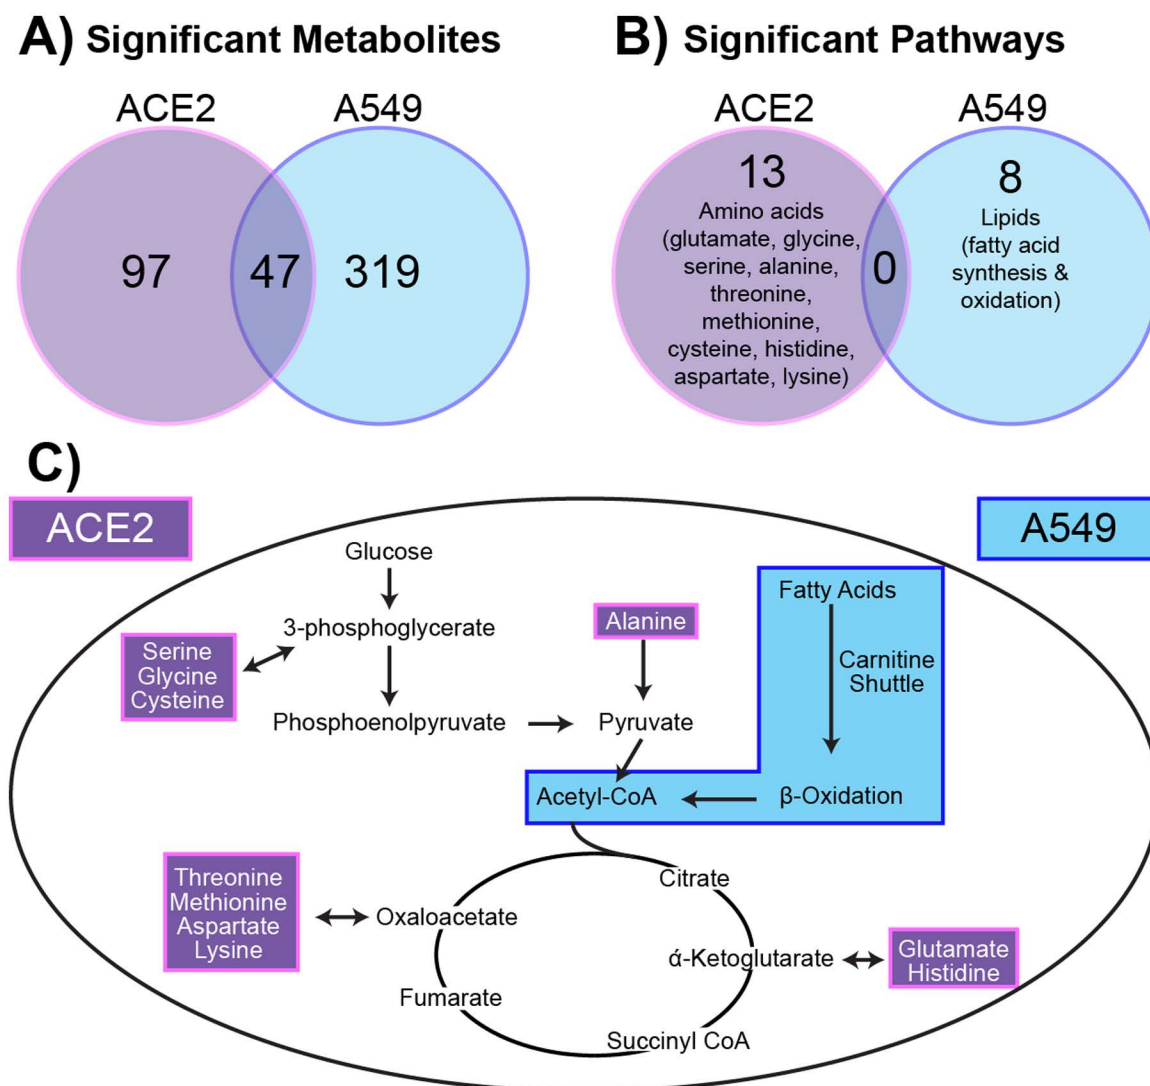 A) Significant Metabolites
ACE2
A549
97
47
319
B) Significant Pathways
ACE2
A549
13
Amino acids
(glutamate, glycine,
serine, alanine,
threonine,
methionine,
cysteine, histidine,
aspartate, lysine)
0
8
Lipids
(fatty acid
synthesis &
oxidation)
C)
ACE2
A549
Glucose
3-phosphoglycerate
Serine
Glycine
Cysteine
Phosphoenolpyruvate
Alanine
Pyruvate
Fatty Acids
Carnitine
Shuttle
β-Oxidation
Acetyl-CoA
Citrate
Threonine
Methionine
Aspartate
Lysine
Oxaloacetate
ά-Ketoglutarate
Glutamate
Histidine
Fumarate
Succinyl CoA